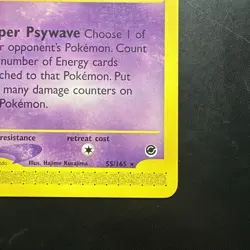 per Psywave Choose 1 of
r opponent's Pokémon. Count
number of Energy cards
ched to that Pokémon. Put
many damage counters on
Pokémon.
resistance retreat cost
Illus. Hajime Kusajima 55/165